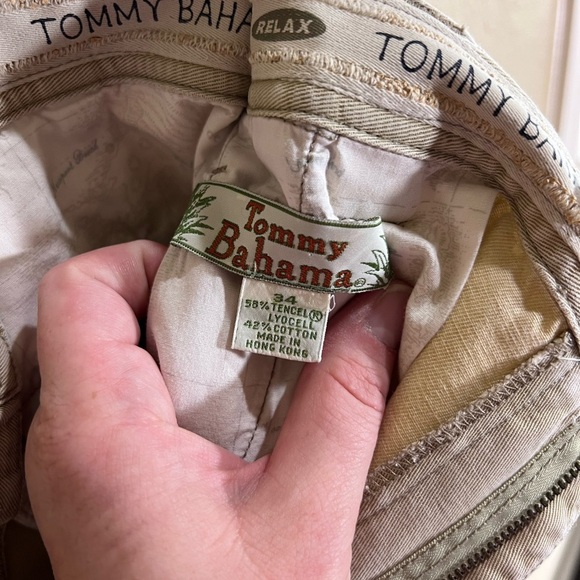 TOMMY BAHA
RELAX
TOMMY BAH
Tommy
Bahama
34
58% TENCEL®
LYOCELL
42% COTTON
MADE IN
HONG KONG